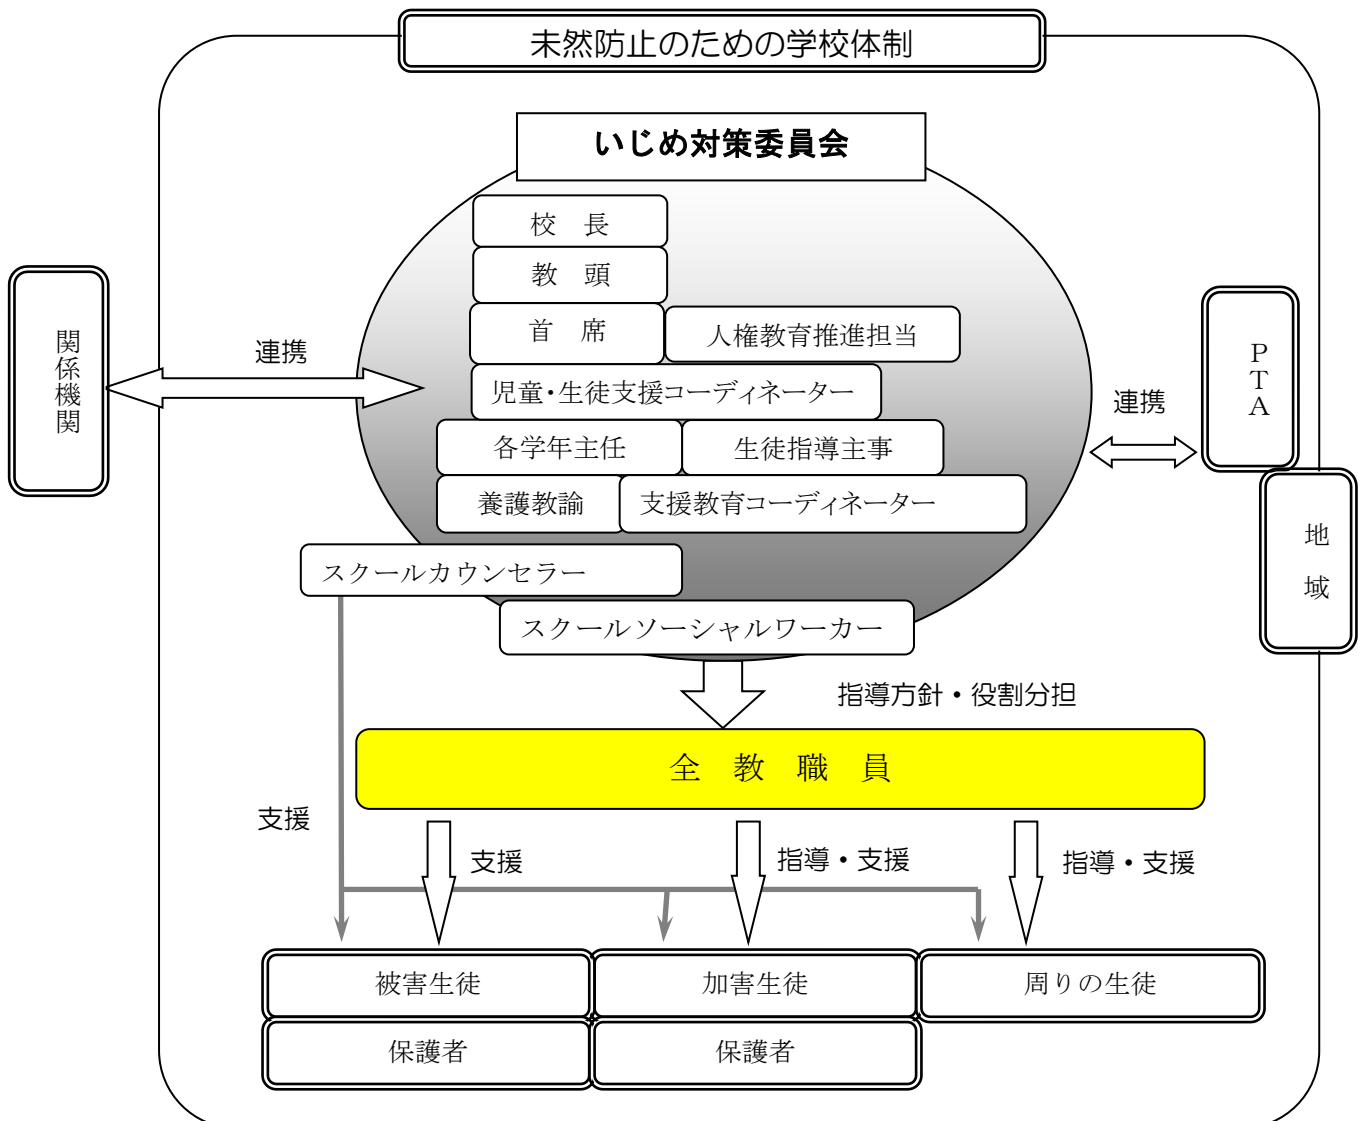 未然防止のための学校体制
いじめ対策委員会
校　長
教　頭
首　席
人権教育推進担当
児童・生徒支援コーディネーター
各学年主任
生徒指導主事
養護教諭
支援教育コーディネーター
スクールカウンセラー
スクールソーシャルワーカー
関係機関
連携
連携
ＰＴＡ
地　域
指導方針・役割分担
全　教　職　員
支援
支援
指導・支援
指導・支援
被害生徒
加害生徒
周りの生徒
保護者
保護者